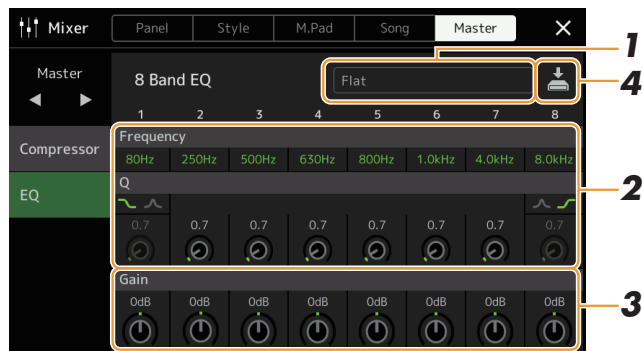 Mixer Panel Style M.Pad Song Master
1
Master
8 Band EQ Flat
4
1 2 3 4 5 6 7 8
Frequency
Compressor
80Hz 250Hz 500Hz 630Hz 800Hz 1.0kHz 4.0kHz 8.0kHz
Q
2
EQ
0.7 0.7 0.7 0.7 0.7 0.7 0.7 0.7
Gain
0dB 0dB 0dB 0dB 0dB 0dB 0dB 0dB
3